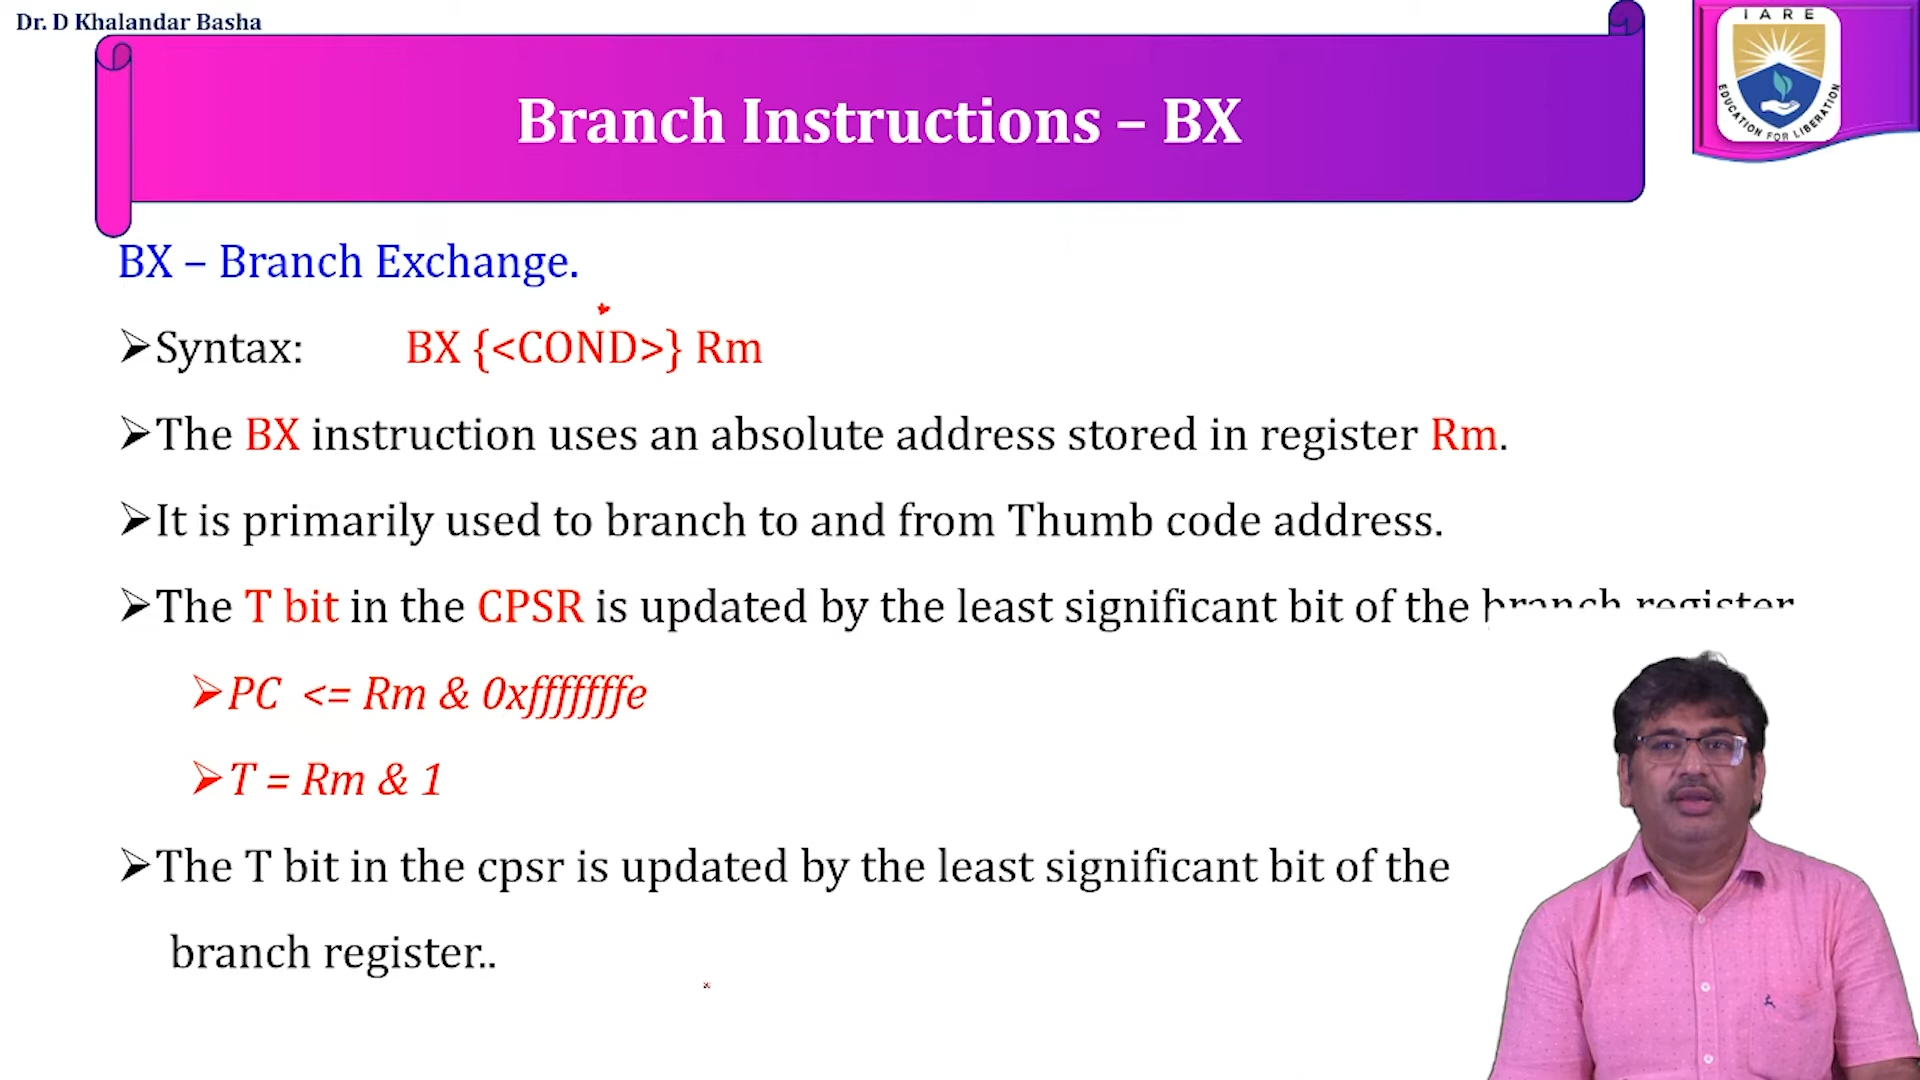 Dr. D Khalandar Basha
IARE
EDUCATION FOR LIBERATION
Branch Instructions – BX
BX – Branch Exchange.
➢Syntax: BX {<COND>} Rm
➢The BX instruction uses an absolute address stored in register Rm.
➢It is primarily used to branch to and from Thumb code address.
➢The T bit in the CPSR is updated by the least significant bit of the branch register
➢PC <= Rm & 0xfffffffe
➢T = Rm & 1
➢The T bit in the cpsr is updated by the least significant bit of the
branch register..